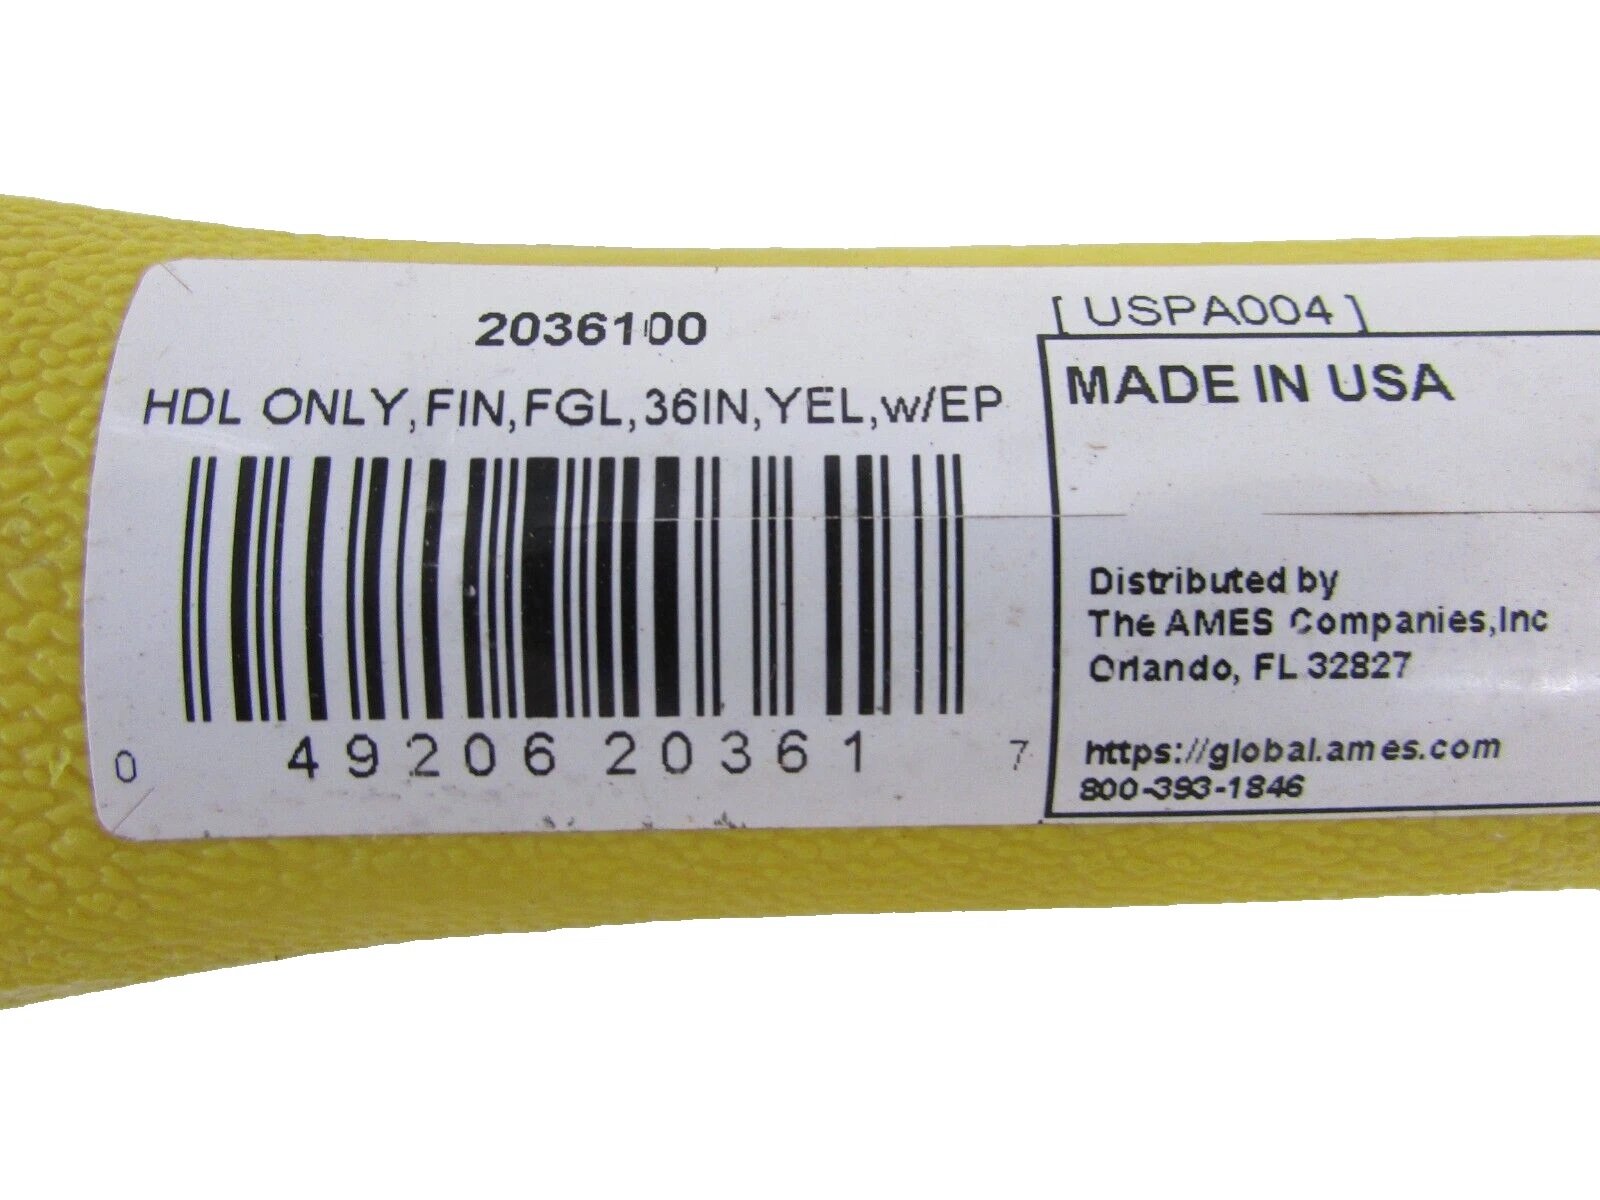 2036100
HDL ONLY,FIN,FGL,36IN,YEL,w/EP
0 49206 20361 7
[ USPA004 ]
MADE IN USA
Distributed by
The AMES Companies,Inc
Orlando, FL 32827
https://global.ames.com
800-393-1846